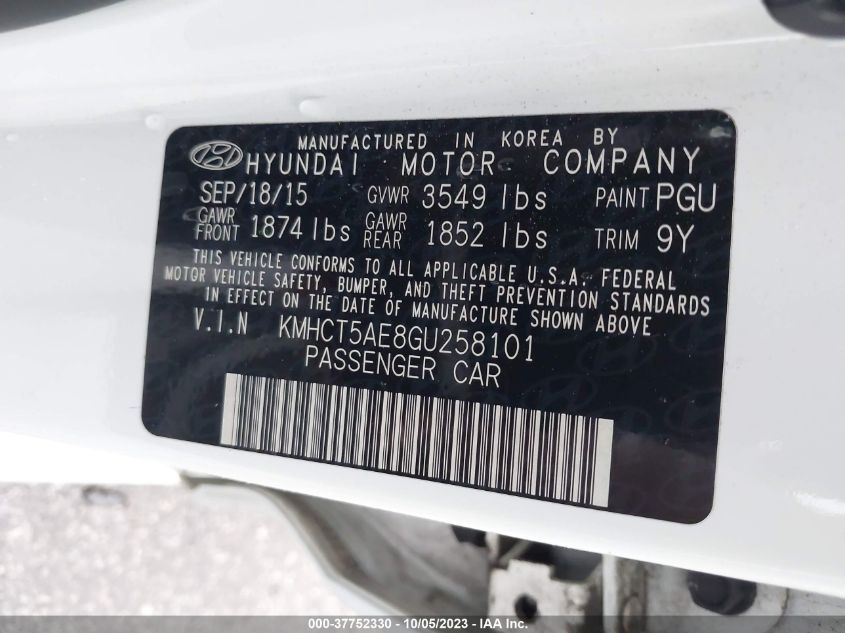 MANUFACTURED IN KOREA BY
HYUNDAI MOTOR COMPANY
SEP/18/15 GVWR 3549 lbs PAINT PGU
GAWR FRONT 1874 lbs GAWR REAR 1852 lbs TRIM 9Y
THIS VEHICLE CONFORMS TO ALL APPLICABLE U.S.A. FEDERAL
MOTOR VEHICLE SAFETY, BUMPER, AND THEFT PREVENTION STANDARDS
IN EFFECT ON THE DATE OF MANUFACTURE SHOWN ABOVE
V.I.N KMHCT5AE8GU258101
PASSENGER CAR
000-37752330 - 10/05/2023 - IAA Inc.